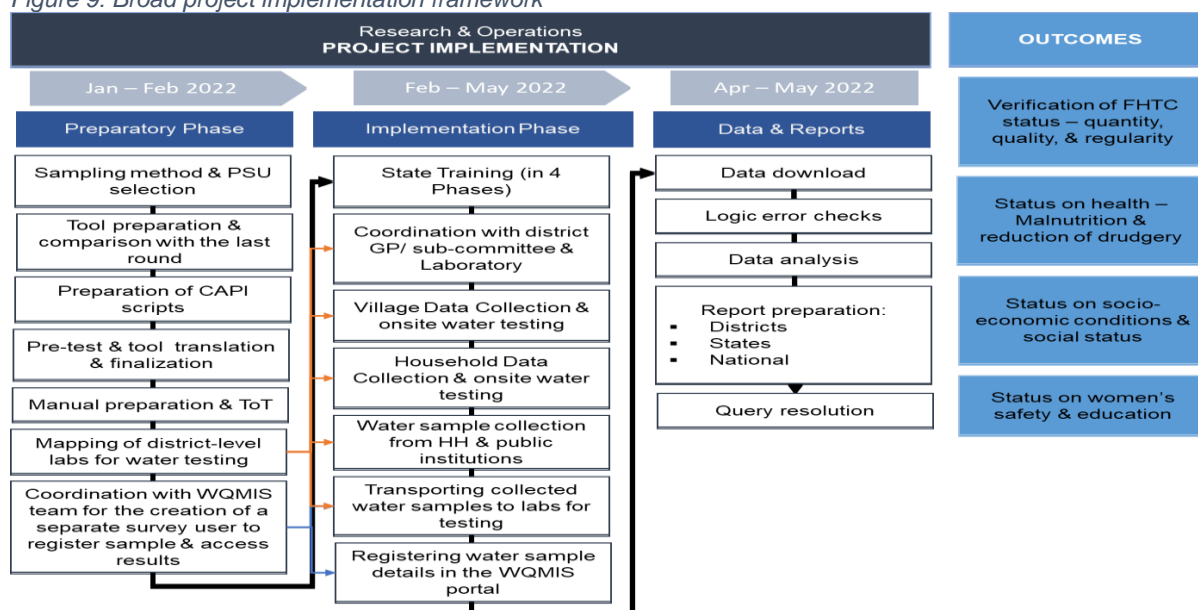 Figure 9: Broad project implementation framework
Research & Operations
PROJECT IMPLEMENTATION
Jan – Feb 2022
Feb – May 2022
Apr – May 2022
Preparatory Phase
Implementation Phase
Data & Reports
Sampling method & PSU
selection
Tool preparation &
comparison with the last
round
Preparation of CAPI
scripts
Pre-test & tool translation
& finalization
Manual preparation & ToT
Mapping of district-level
labs for water testing
Coordination with WQMIS
team for the creation of a
separate survey user to
register sample & access
results
State Training (in 4
Phases)
Coordination with district
GP/ sub-committee &
Laboratory
Village Data Collection &
onsite water testing
Household Data
Collection & onsite water
testing
Water sample collection
from HH & public
institutions
Transporting collected
water samples to labs for
testing
Registering water sample
details in the WQMIS
portal
Data download
Logic error checks
Data analysis
Report preparation:
▪ Districts
▪ States
▪ National
Query resolution
OUTCOMES
Verification of FHTC
status – quantity,
quality, & regularity
Status on health –
Malnutrition &
reduction of drudgery
Status on socio-
economic conditions &
social status
Status on women's
safety & education